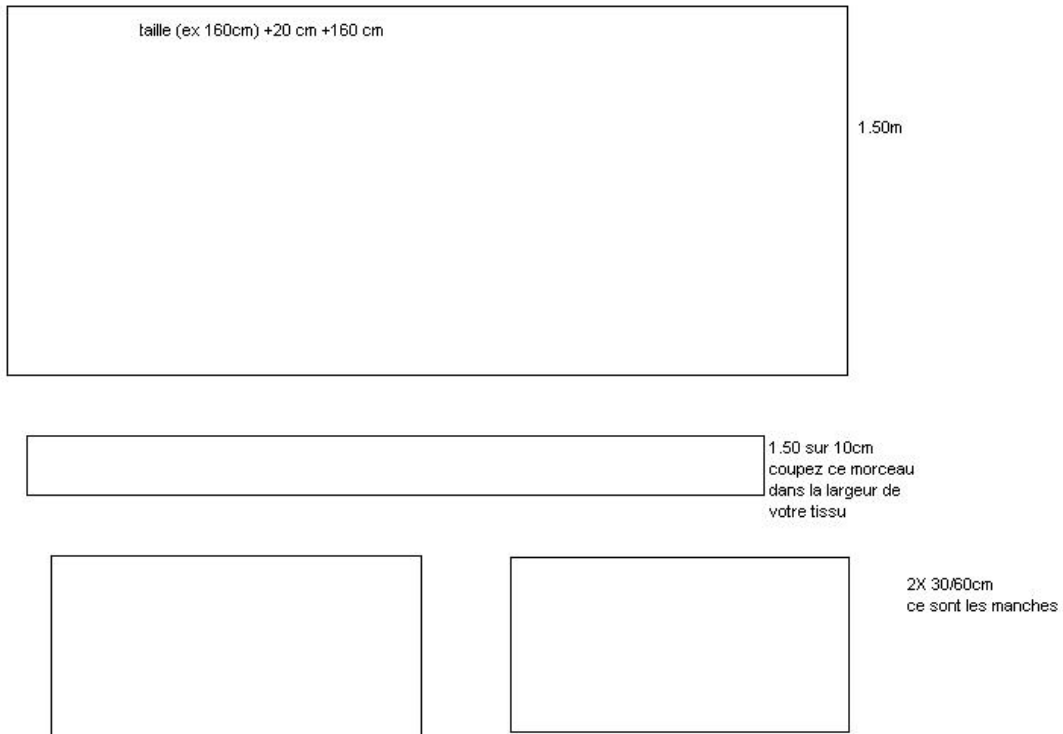 taille (ex 160cm) +20 cm +160 cm
1.50m
1.50 sur 10cm
coupez ce morceau
dans la largeur de
votre tissu
2X 30/60cm
ce sont les manches